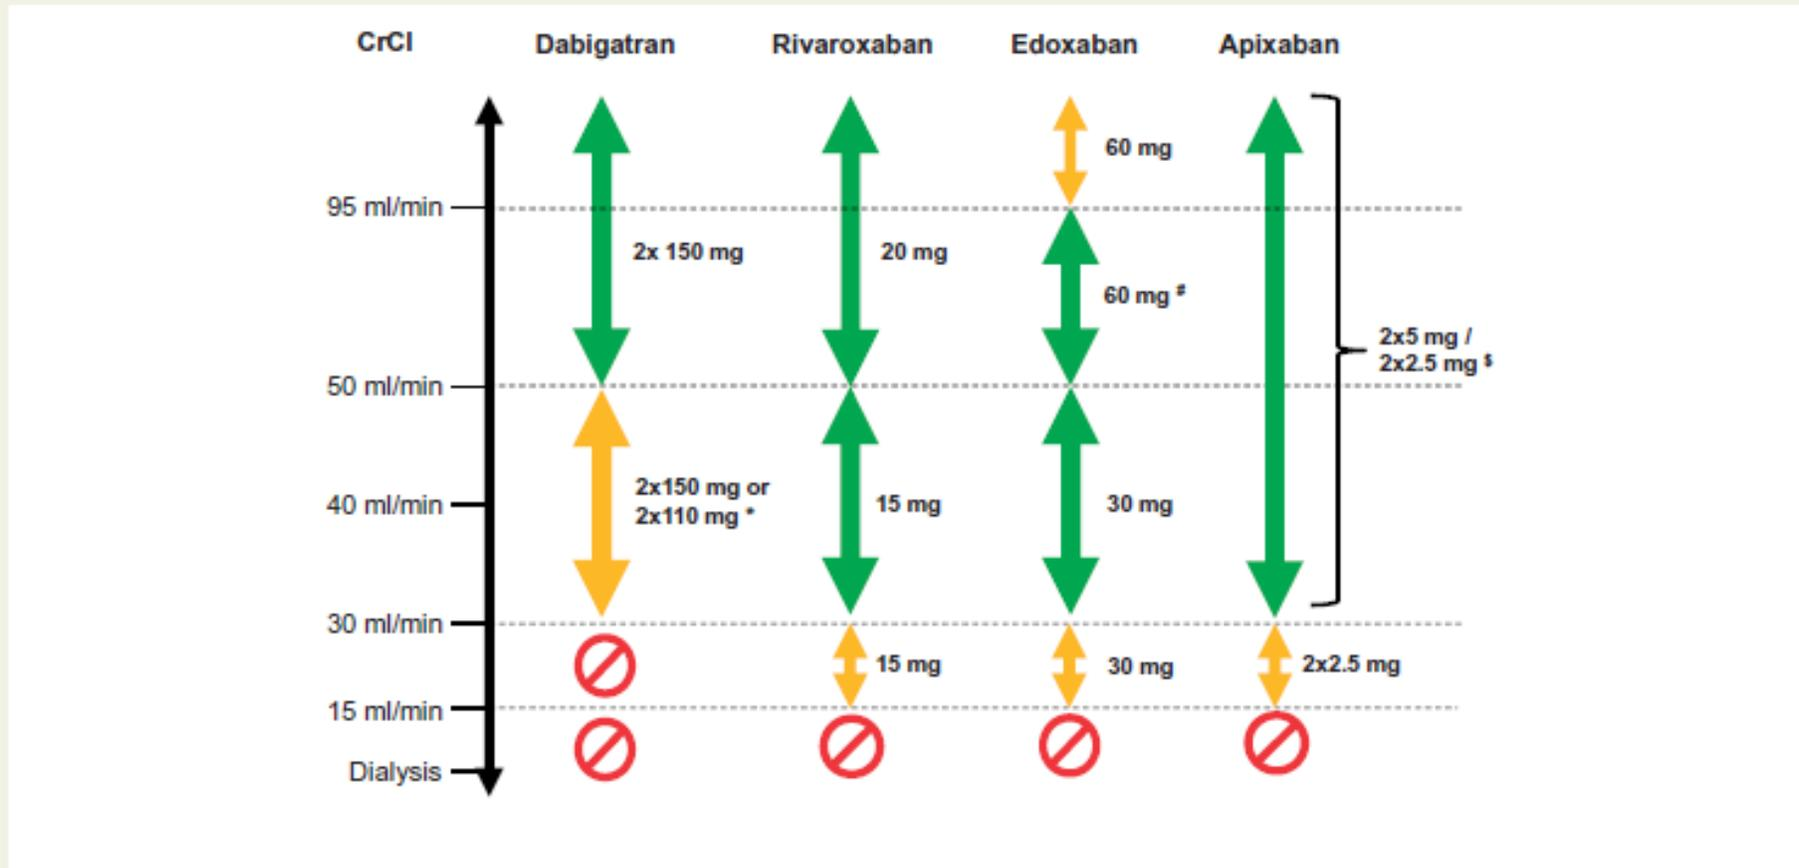 CrCl Dabigatran Rivaroxaban Edoxaban Apixaban
60 mg
95 ml/min
2x 150 mg 20 mg
60 mg #
2x5 mg /
2x2.5 mg $
50 ml/min
2x150 mg or
2x110 mg *
40 ml/min 15 mg 30 mg
30 ml/min
15 mg 30 mg 2x2.5 mg
15 ml/min
Dialysis